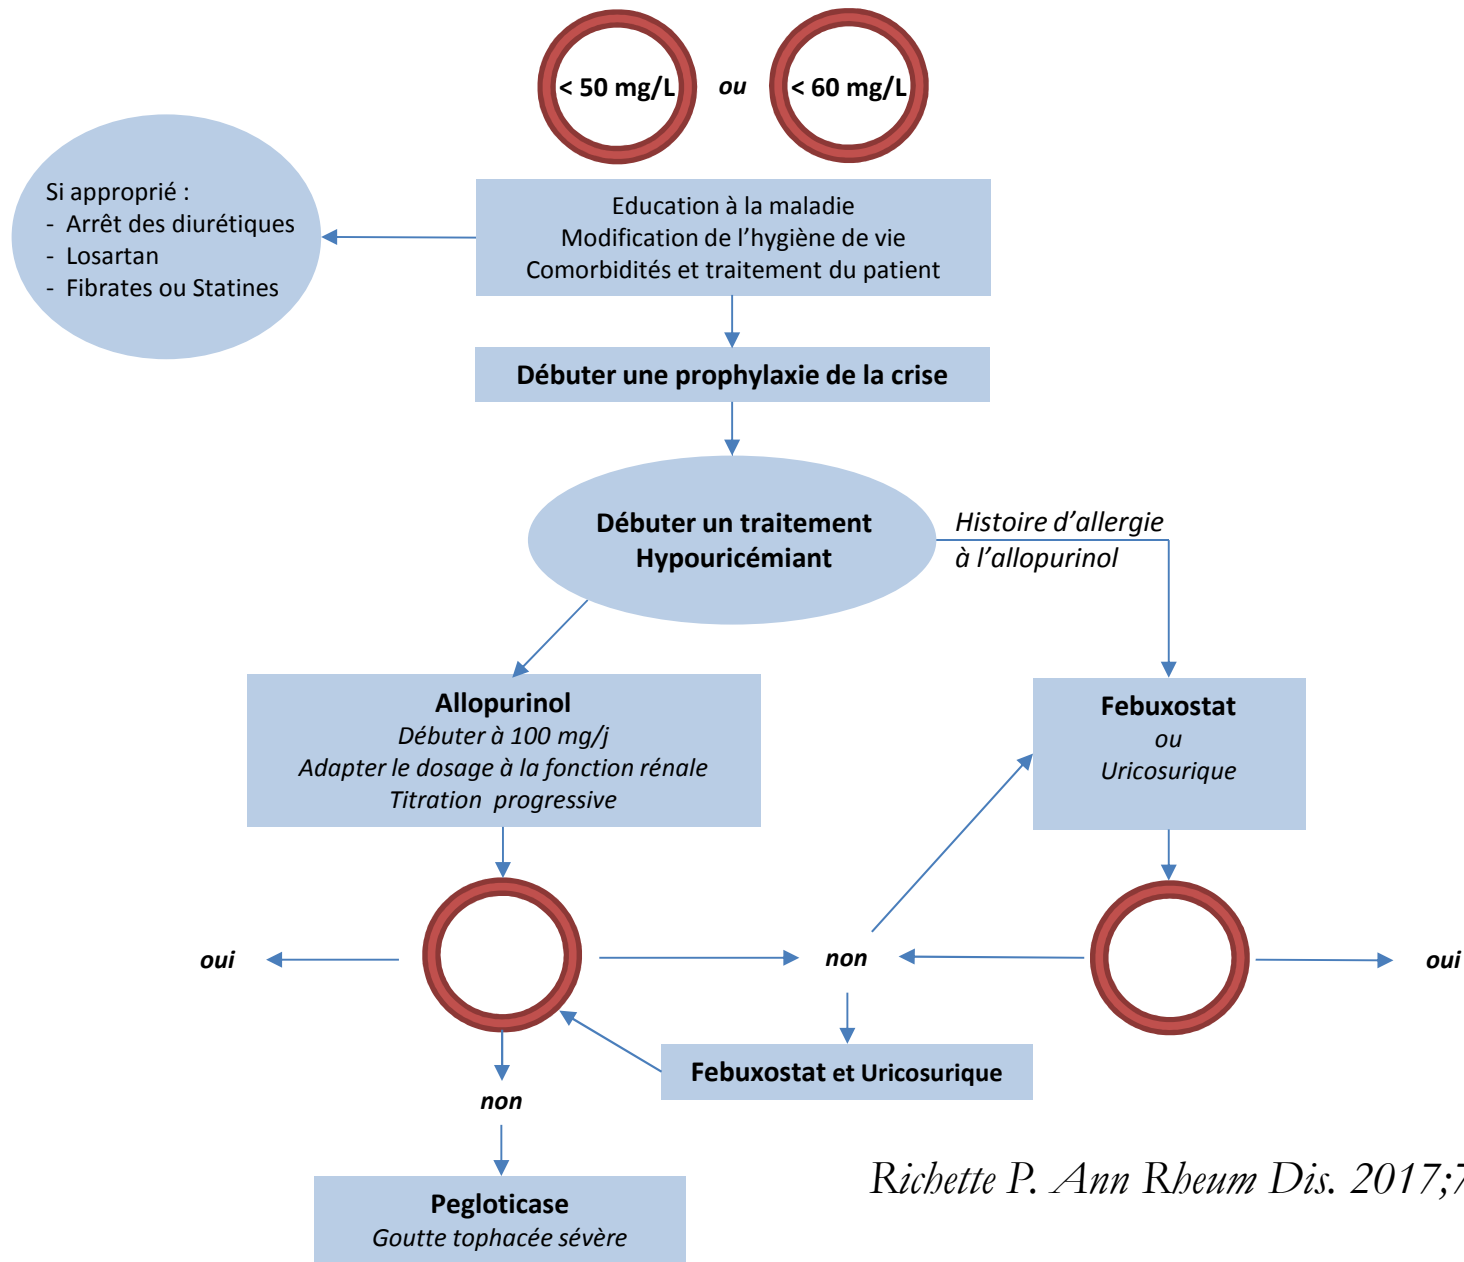 < 50 mg/L ou < 60 mg/L
Si approprié :
- Arrêt des diurétiques
- Losartan
- Fibrates ou Statines
Education à la maladie
Modification de l'hygiène de vie
Comorbidités et traitement du patient
Débuter une prophylaxie de la crise
Débuter un traitement
Hypouricémiant
Histoire d'allergie
à l'allopurinol
Allopurinol
Débuter à 100 mg/j
Adapter le dosage à la fonction rénale
Titration progressive
Febuxostat
ou
Uricosurique
oui
non
oui
Febuxostat et Uricosurique
non
Pegloticase
Goutte tophacée sévère
Richette P. Ann Rheum Dis. 2017;7